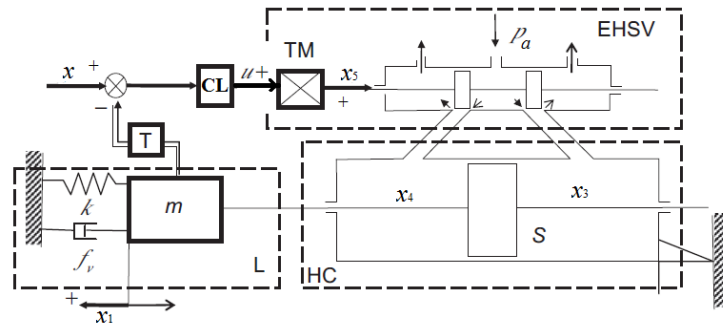 EHSV
TM
pₐ
x +
CL
u+
x₅
+
−
T
x₄
x₃
k
m
S
fᵥ
L
HC
+
x₁